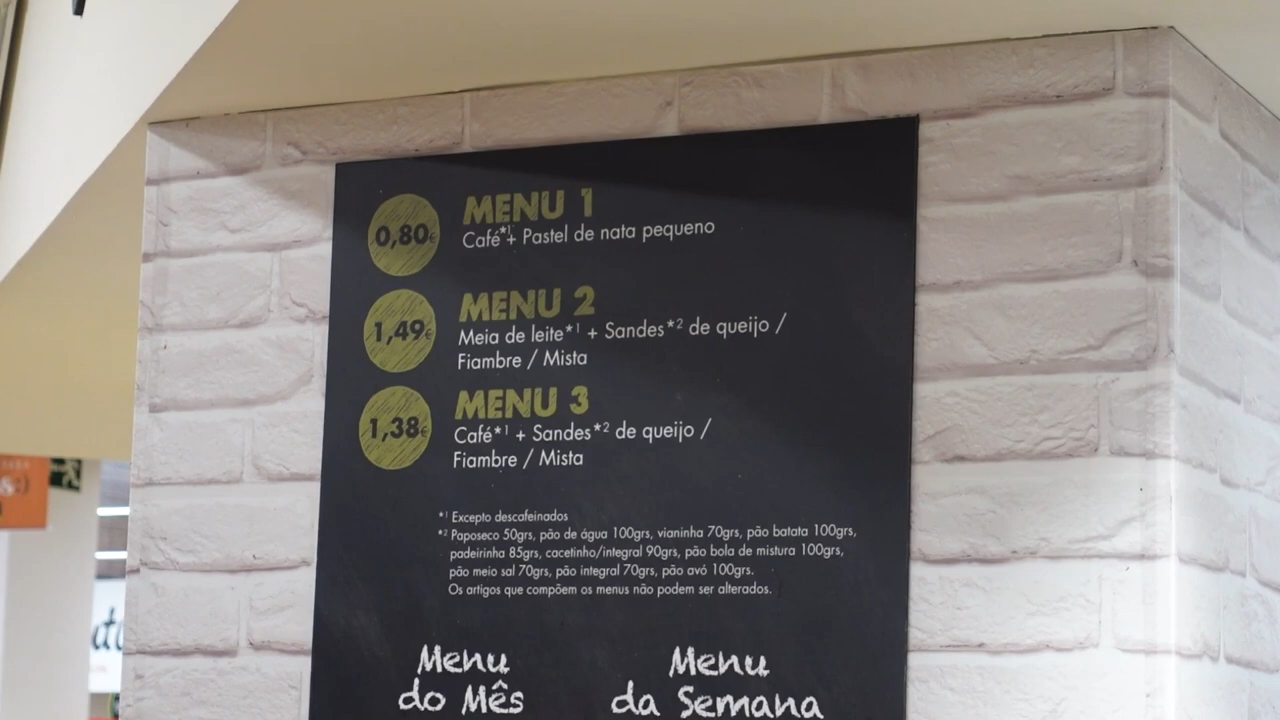 0,80€
MENU 1
Café*¹+ Pastel de nata pequeno
1,49€
MENU 2
Meia de leite*¹ + Sandes*² de queijo /
Fiambre / Mista
1,38€
MENU 3
Café*¹ + Sandes*² de queijo /
Fiambre / Mista
*¹ Excepto descafeinados
*² Paposeco 50grs, pão de água 100grs, vianinha 70grs, pão batata 100grs,
padeirinha 85grs, cacetinho/integral 90grs, pão bola de mistura 100grs,
pão meio sal 70grs, pão integral 70grs, pão avó 100grs.
Os artigos que compõem os menus não podem ser alterados.
Menu
do Mês
Menu
da Semana